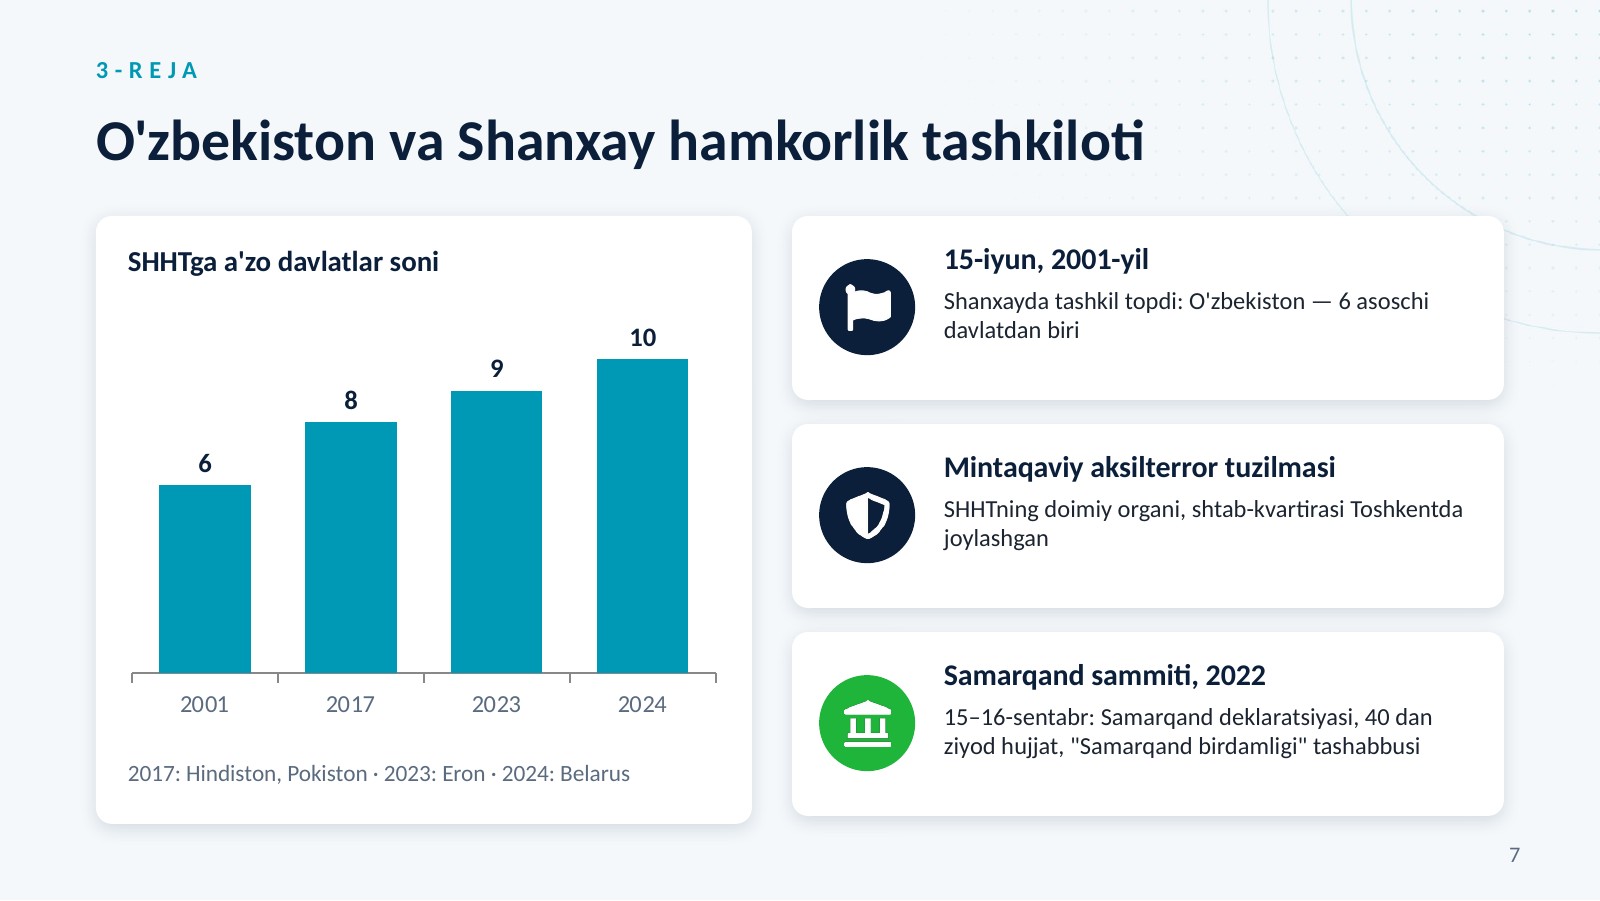 3-REJA
O'zbekiston va Shanxay hamkorlik tashkiloti
SHHTga a'zo davlatlar soni
6
8
9
10
2001
2017
2023
2024
2017: Hindiston, Pokiston · 2023: Eron · 2024: Belarus
15-iyun, 2001-yil
Shanxayda tashkil topdi: O'zbekiston — 6 asoschi
davlatdan biri
Mintaqaviy aksilterror tuzilmasi
SHHTning doimiy organi, shtab-kvartirasi Toshkentda
joylashgan
Samarqand sammiti, 2022
15–16-sentabr: Samarqand deklaratsiyasi, 40 dan
ziyod hujjat, "Samarqand birdamligi" tashabbusi
7